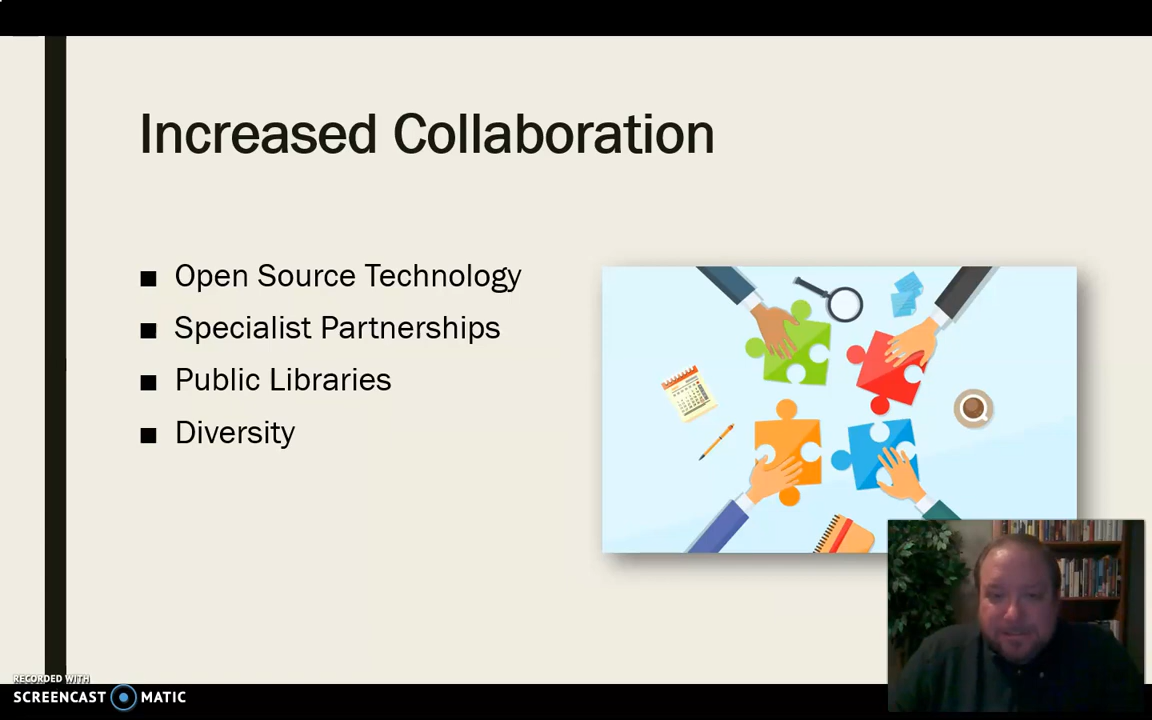 Increased Collaboration
Open Source Technology
Specialist Partnerships
Public Libraries
Diversity
RECORDED WITH
SCREENCAST MATIC